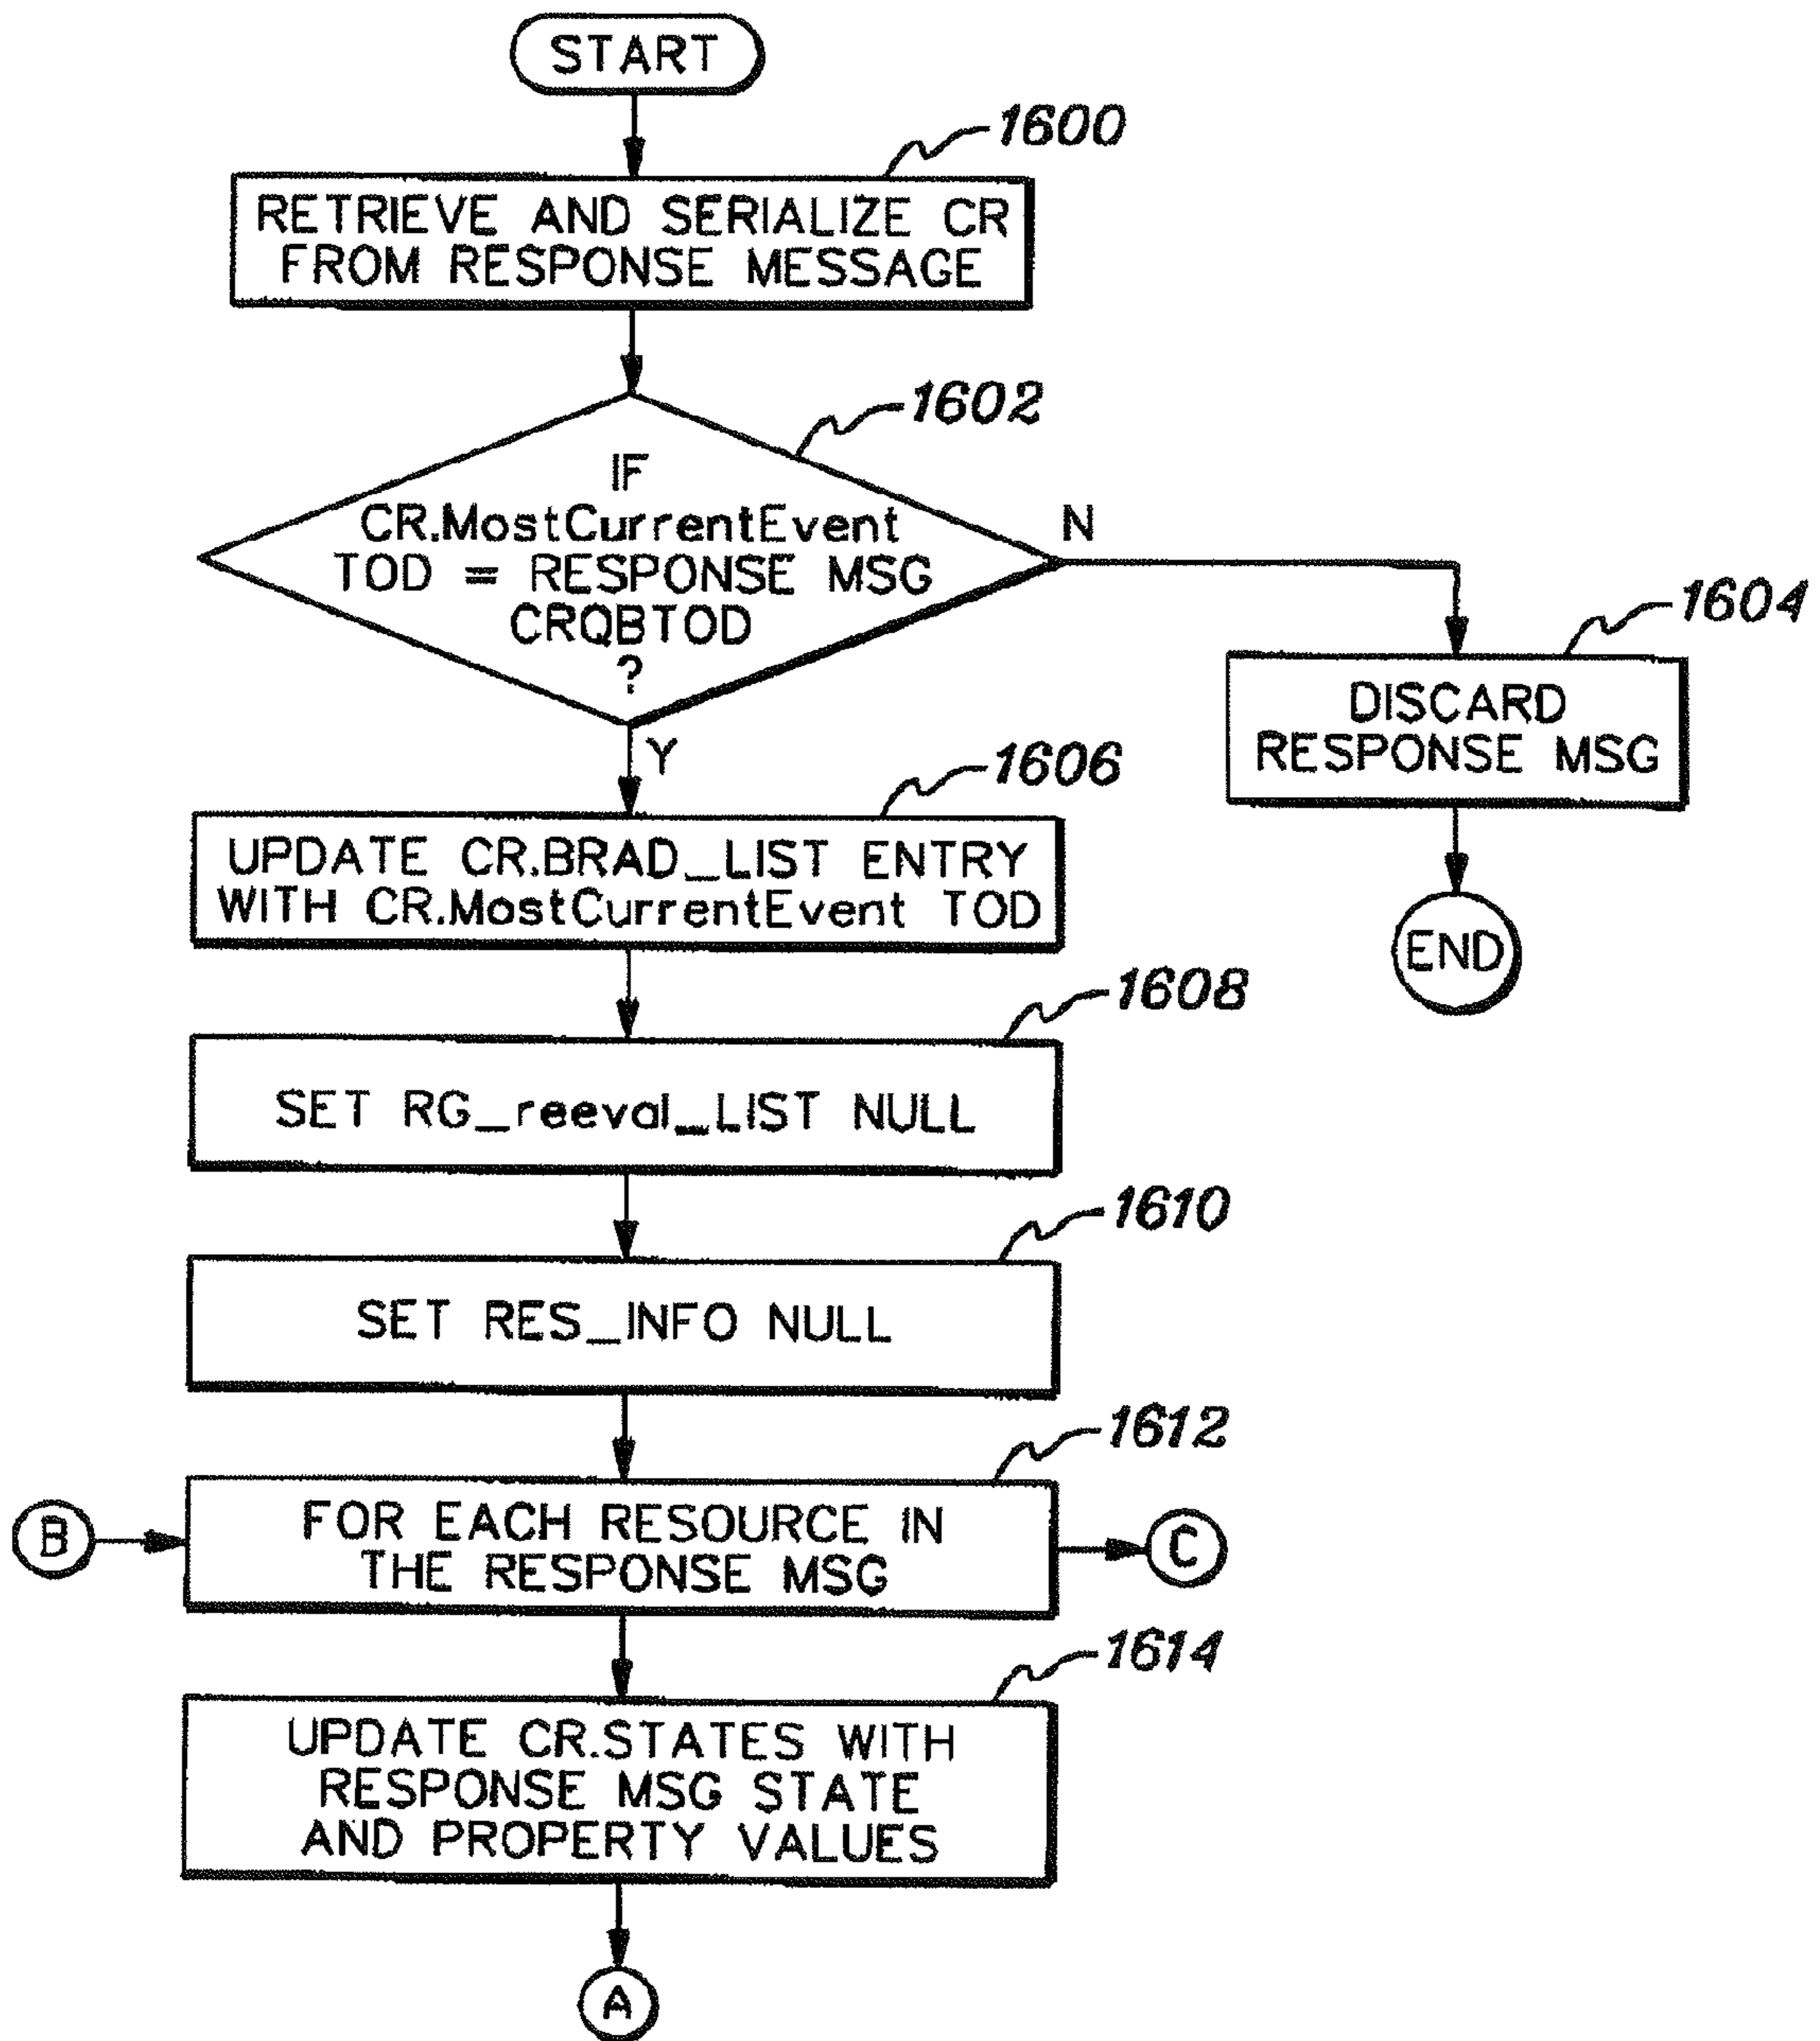 START
1600
RETRIEVE AND SERIALIZE CR
FROM RESPONSE MESSAGE
1602
IF
CR.MostCurrentEvent
TOD = RESPONSE MSG
CRQBTOD
?
N
Y
1604
DISCARD
RESPONSE MSG
END
1606
UPDATE CR.BRAD_LIST ENTRY
WITH CR.MostCurrentEvent TOD
1608
SET RG_reeval_LIST NULL
1610
SET RES_INFO NULL
1612
B
FOR EACH RESOURCE IN
THE RESPONSE MSG
C
1614
UPDATE CR.STATES WITH
RESPONSE MSG STATE
AND PROPERTY VALUES
A